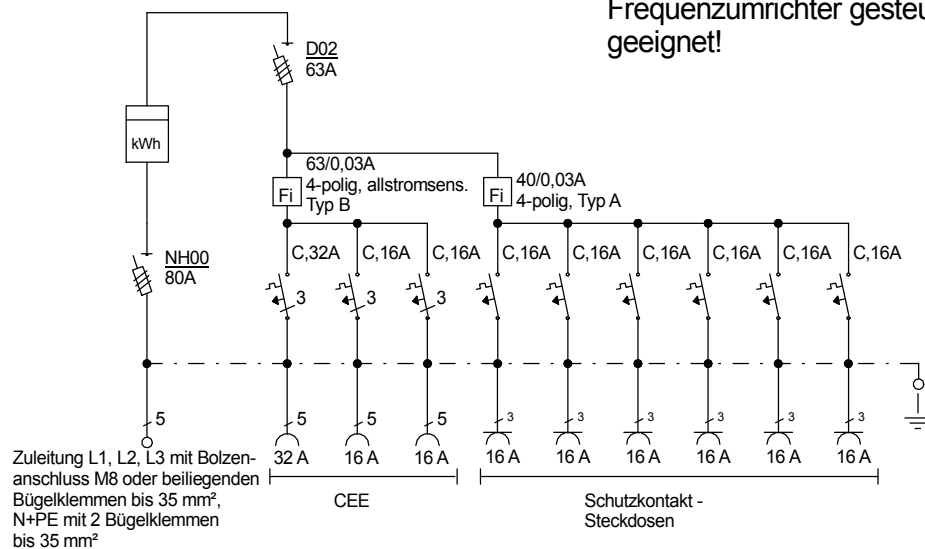 Frequenzumrichter
geeignet!
D02
63A
kWh
63/0,03A
4-polig, allstromsens.
Typ B
Fi
40/0,03A
4-polig, Typ A
Fi
NH00
80A
C,32A
C,16A
C,16A
C,16A
C,16A
C,16A
C,16A
C,16A
C,16A
3
3
3
5
5
5
5
3
3
3
3
3
3
32 A
16 A
16 A
16 A
16 A
16 A
16 A
16 A
16 A
Zuleitung L1, L2, L3 mit Bolzen-
anschluss M8 oder beiliegenden
Bügelklemmen bis 35 mm²,
N+PE mit 2 Bügelklemmen
bis 35 mm²
CEE
Schutzkontakt -
Steckdosen